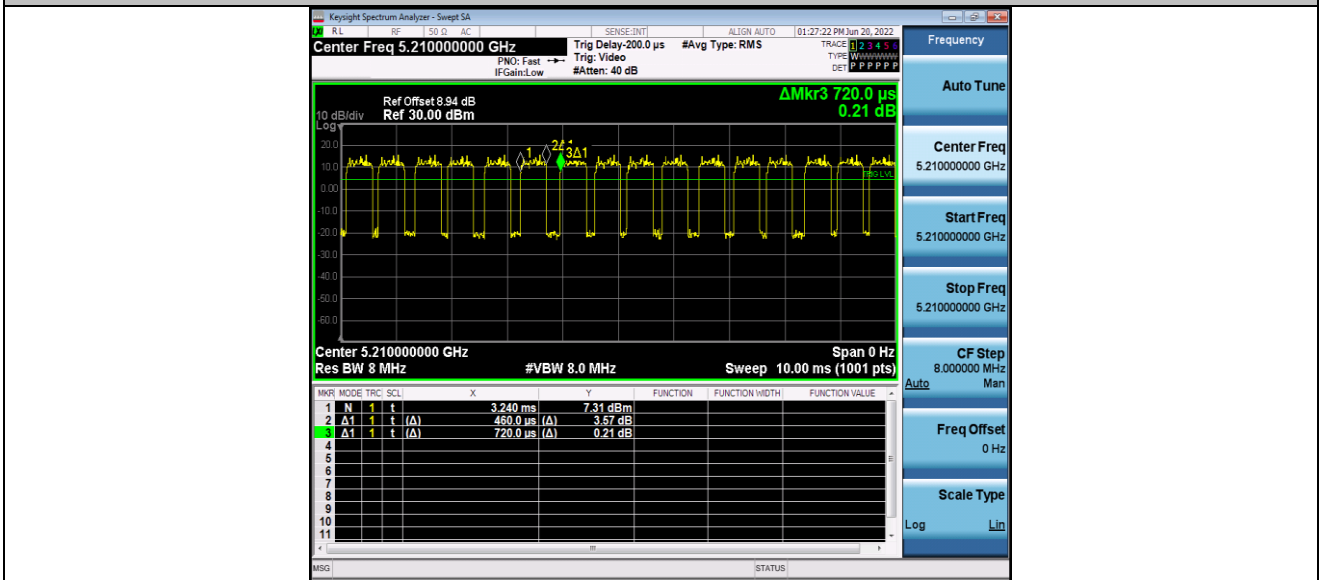 Keysight Spectrum Analyzer - Swept SA
RL RF 50 Ω AC SENSE:INT ALIGN AUTO 01:27:22 PM Jun 20, 2022
Center Freq 5.210000000 GHz Trig Delay-200.0 µs #Avg Type: RMS TRACE 1 2 3 4 5 6
PNO: Fast Trig: Video TYPE WWWWWW
IFGain:Low #Atten: 40 dB DET P P P P P P
Frequency
Auto Tune
Center Freq
5.210000000 GHz
Start Freq
5.210000000 GHz
Stop Freq
5.210000000 GHz
CF Step
8.000000 MHz
Auto Man
Freq Offset
0 Hz
Scale Type
Log Lin
ΔMkr3 720.0 µs
Ref Offset 8.94 dB 0.21 dB
10 dB/div Ref 30.00 dBm
Log
20.0
10.0
0.00
-10.0
-20.0
-30.0
-40.0
-50.0
-60.0
1
3Δ1
TRIG LVL
Center 5.210000000 GHz Span 0 Hz
Res BW 8 MHz #VBW 8.0 MHz Sweep 10.00 ms (1001 pts)
MKR MODE TRC SCL X Y FUNCTION FUNCTION WIDTH FUNCTION VALUE
1 N 1 t 3.240 ms 7.31 dBm
2 Δ1 1 t (Δ) 460.0 µs (Δ) 3.57 dB
3 Δ1 1 t (Δ) 720.0 µs (Δ) 0.21 dB
4
5
6
7
8
9
10
11
MSG STATUS